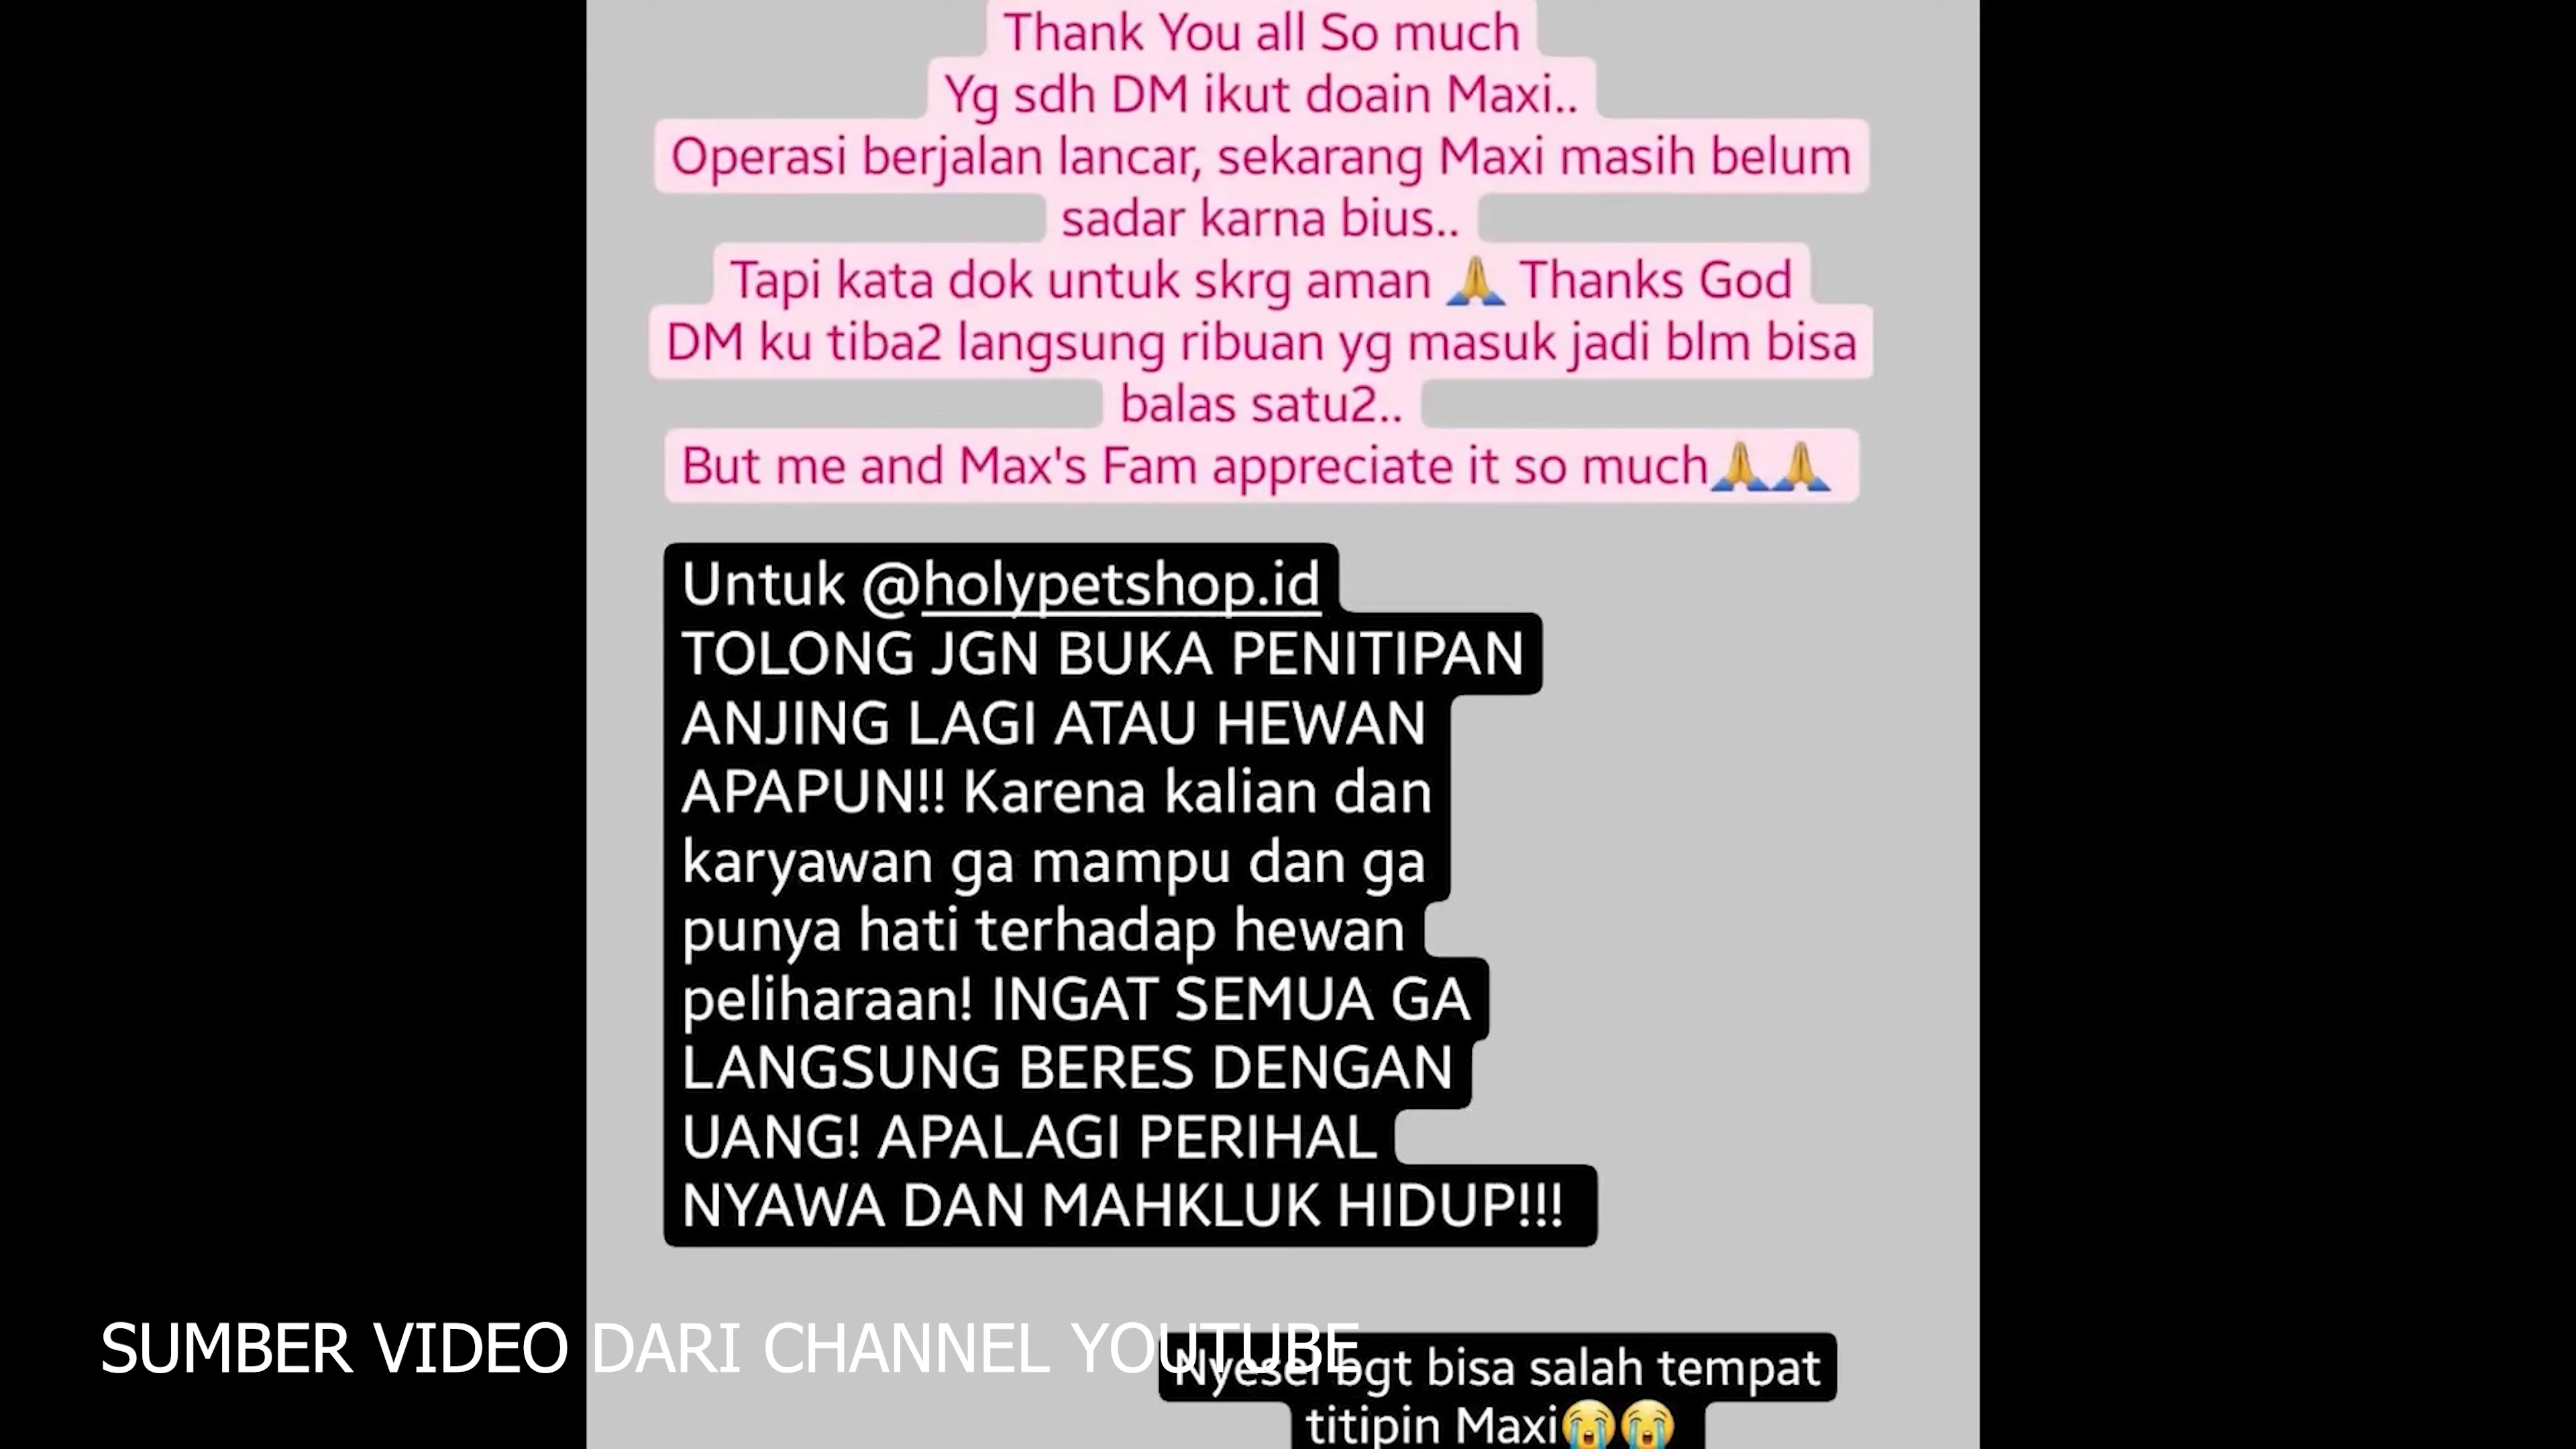 Thank You all So much
Yg sdh DM ikut doain Maxi..
Operasi berjalan lancar, sekarang Maxi masih belum
sadar karna bius..
Tapi kata dok untuk skrg aman 🙏 Thanks God
DM ku tiba2 langsung ribuan yg masuk jadi blm bisa
balas satu2..
But me and Max's Fam appreciate it so much🙏🙏
Untuk @holypetshop.id
TOLONG JGN BUKA PENITIPAN
ANJING LAGI ATAU HEWAN
APAPUN!! Karena kalian dan
karyawan ga mampu dan ga
punya hati terhadap hewan
peliharaan! INGAT SEMUA GA
LANGSUNG BERES DENGAN
UANG! APALAGI PERIHAL
NYAWA DAN MAHKLUK HIDUP!!!
SUMBER VIDEO DARI CHANNEL YOUTUBE
Nyesel bgt bisa salah tempat
titipin Maxi😭😭